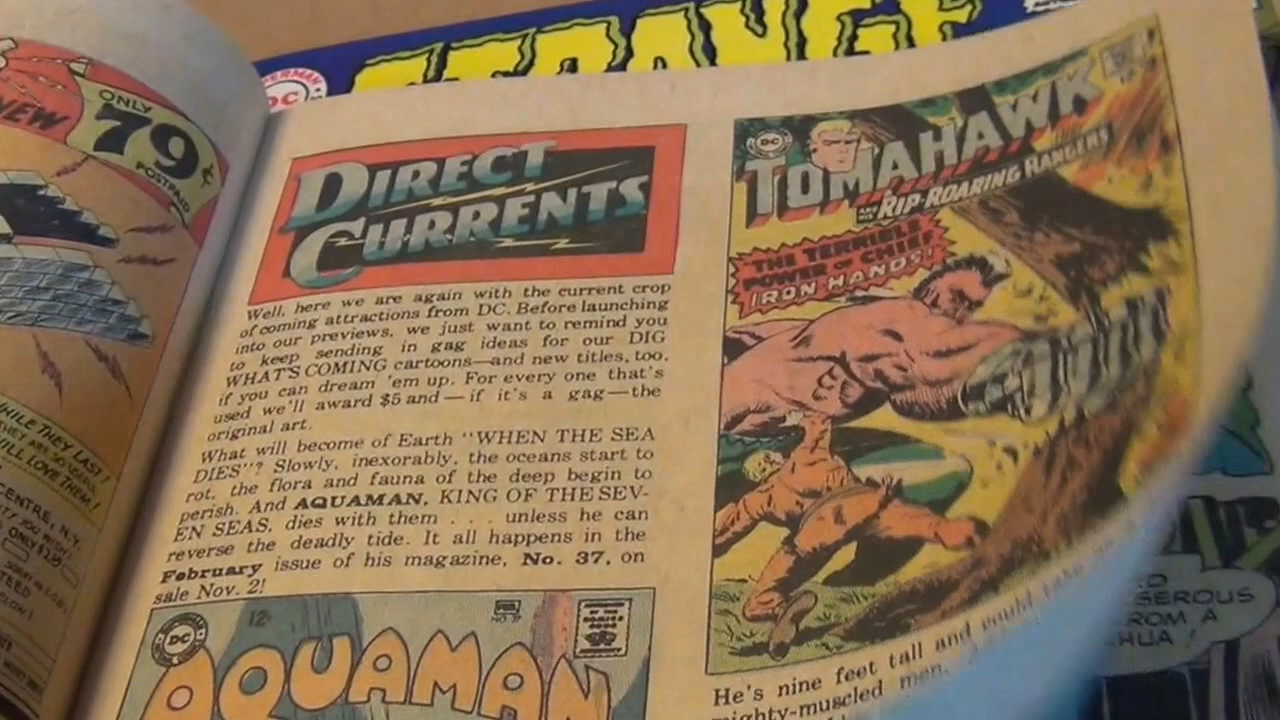 STRANGE
DC
NEW
ONLY
79¢
POSTPAID
WHILE THEY LAST!
WILL LOVE THEM!
CENTRE, N.Y.
DIRECT
CURRENTS
Well, here we are again with the current crop
of coming attractions from DC. Before launching
into our previews, we just want to remind you
to keep sending in gag ideas for our DIG
WHAT'S COMING cartoons—and new titles, too,
if you can dream 'em up. For every one that's
used we'll award $5 and — if it's a gag — the
original art.
What will become of Earth "WHEN THE SEA
DIES"? Slowly, inexorably, the oceans start to
rot, the flora and fauna of the deep begin to
perish. And AQUAMAN, KING OF THE SEV-
EN SEAS, dies with them . . . unless he can
reverse the deadly tide. It all happens in the
February issue of his magazine, No. 37, on
sale Nov. 2!
DC
12¢
FEB.
NO. 37
AQUAMAN
DC
TOMAHAWK
AND HIS RIP-ROARING RANGERS
THE TERRIBLE
POWER OF CHIEF
IRON HANDS!
He's nine feet tall and could take
mighty-muscled men.
FROM A